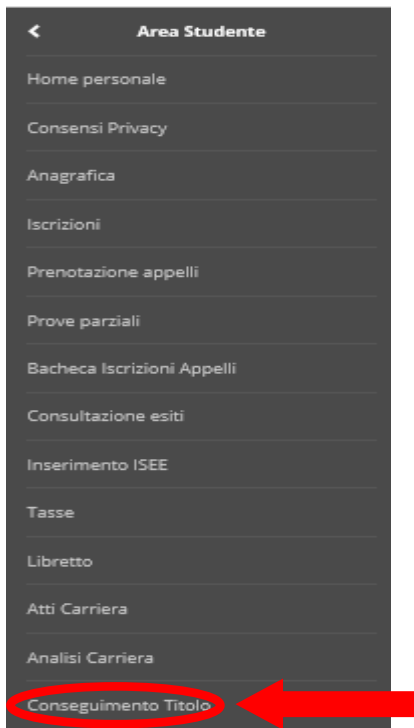 Area Studente
Home personale
Consensi Privacy
Anagrafica
Iscrizioni
Prenotazione appelli
Prove parziali
Bacheca Iscrizioni Appelli
Consultazione esiti
Inserimento ISEE
Tasse
Libretto
Atti Carriera
Analisi Carriera
Conseguimento Titolo